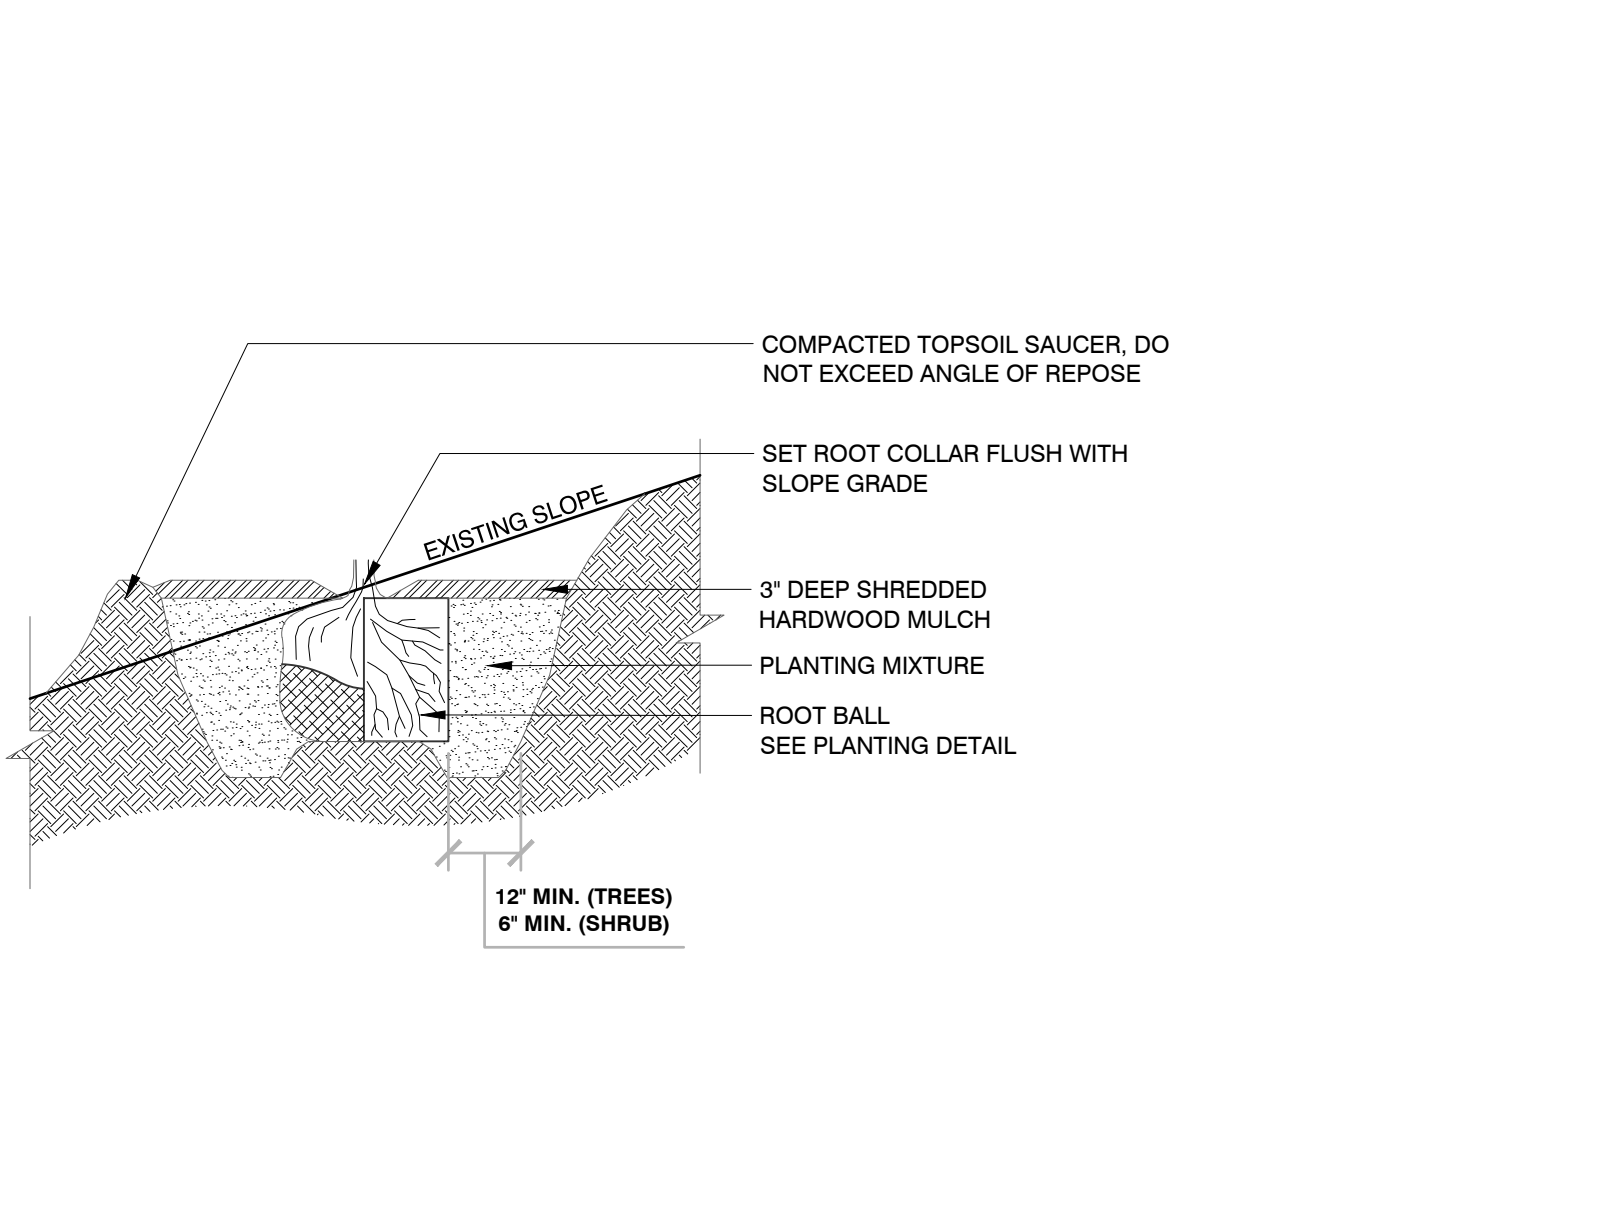 COMPACTED TOPSOIL SAUCER, DO
NOT EXCEED ANGLE OF REPOSE
SET ROOT COLLAR FLUSH WITH
SLOPE GRADE
EXISTING SLOPE
3" DEEP SHREDDED
HARDWOOD MULCH
PLANTING MIXTURE
ROOT BALL
SEE PLANTING DETAIL
12" MIN. (TREES)
6" MIN. (SHRUB)